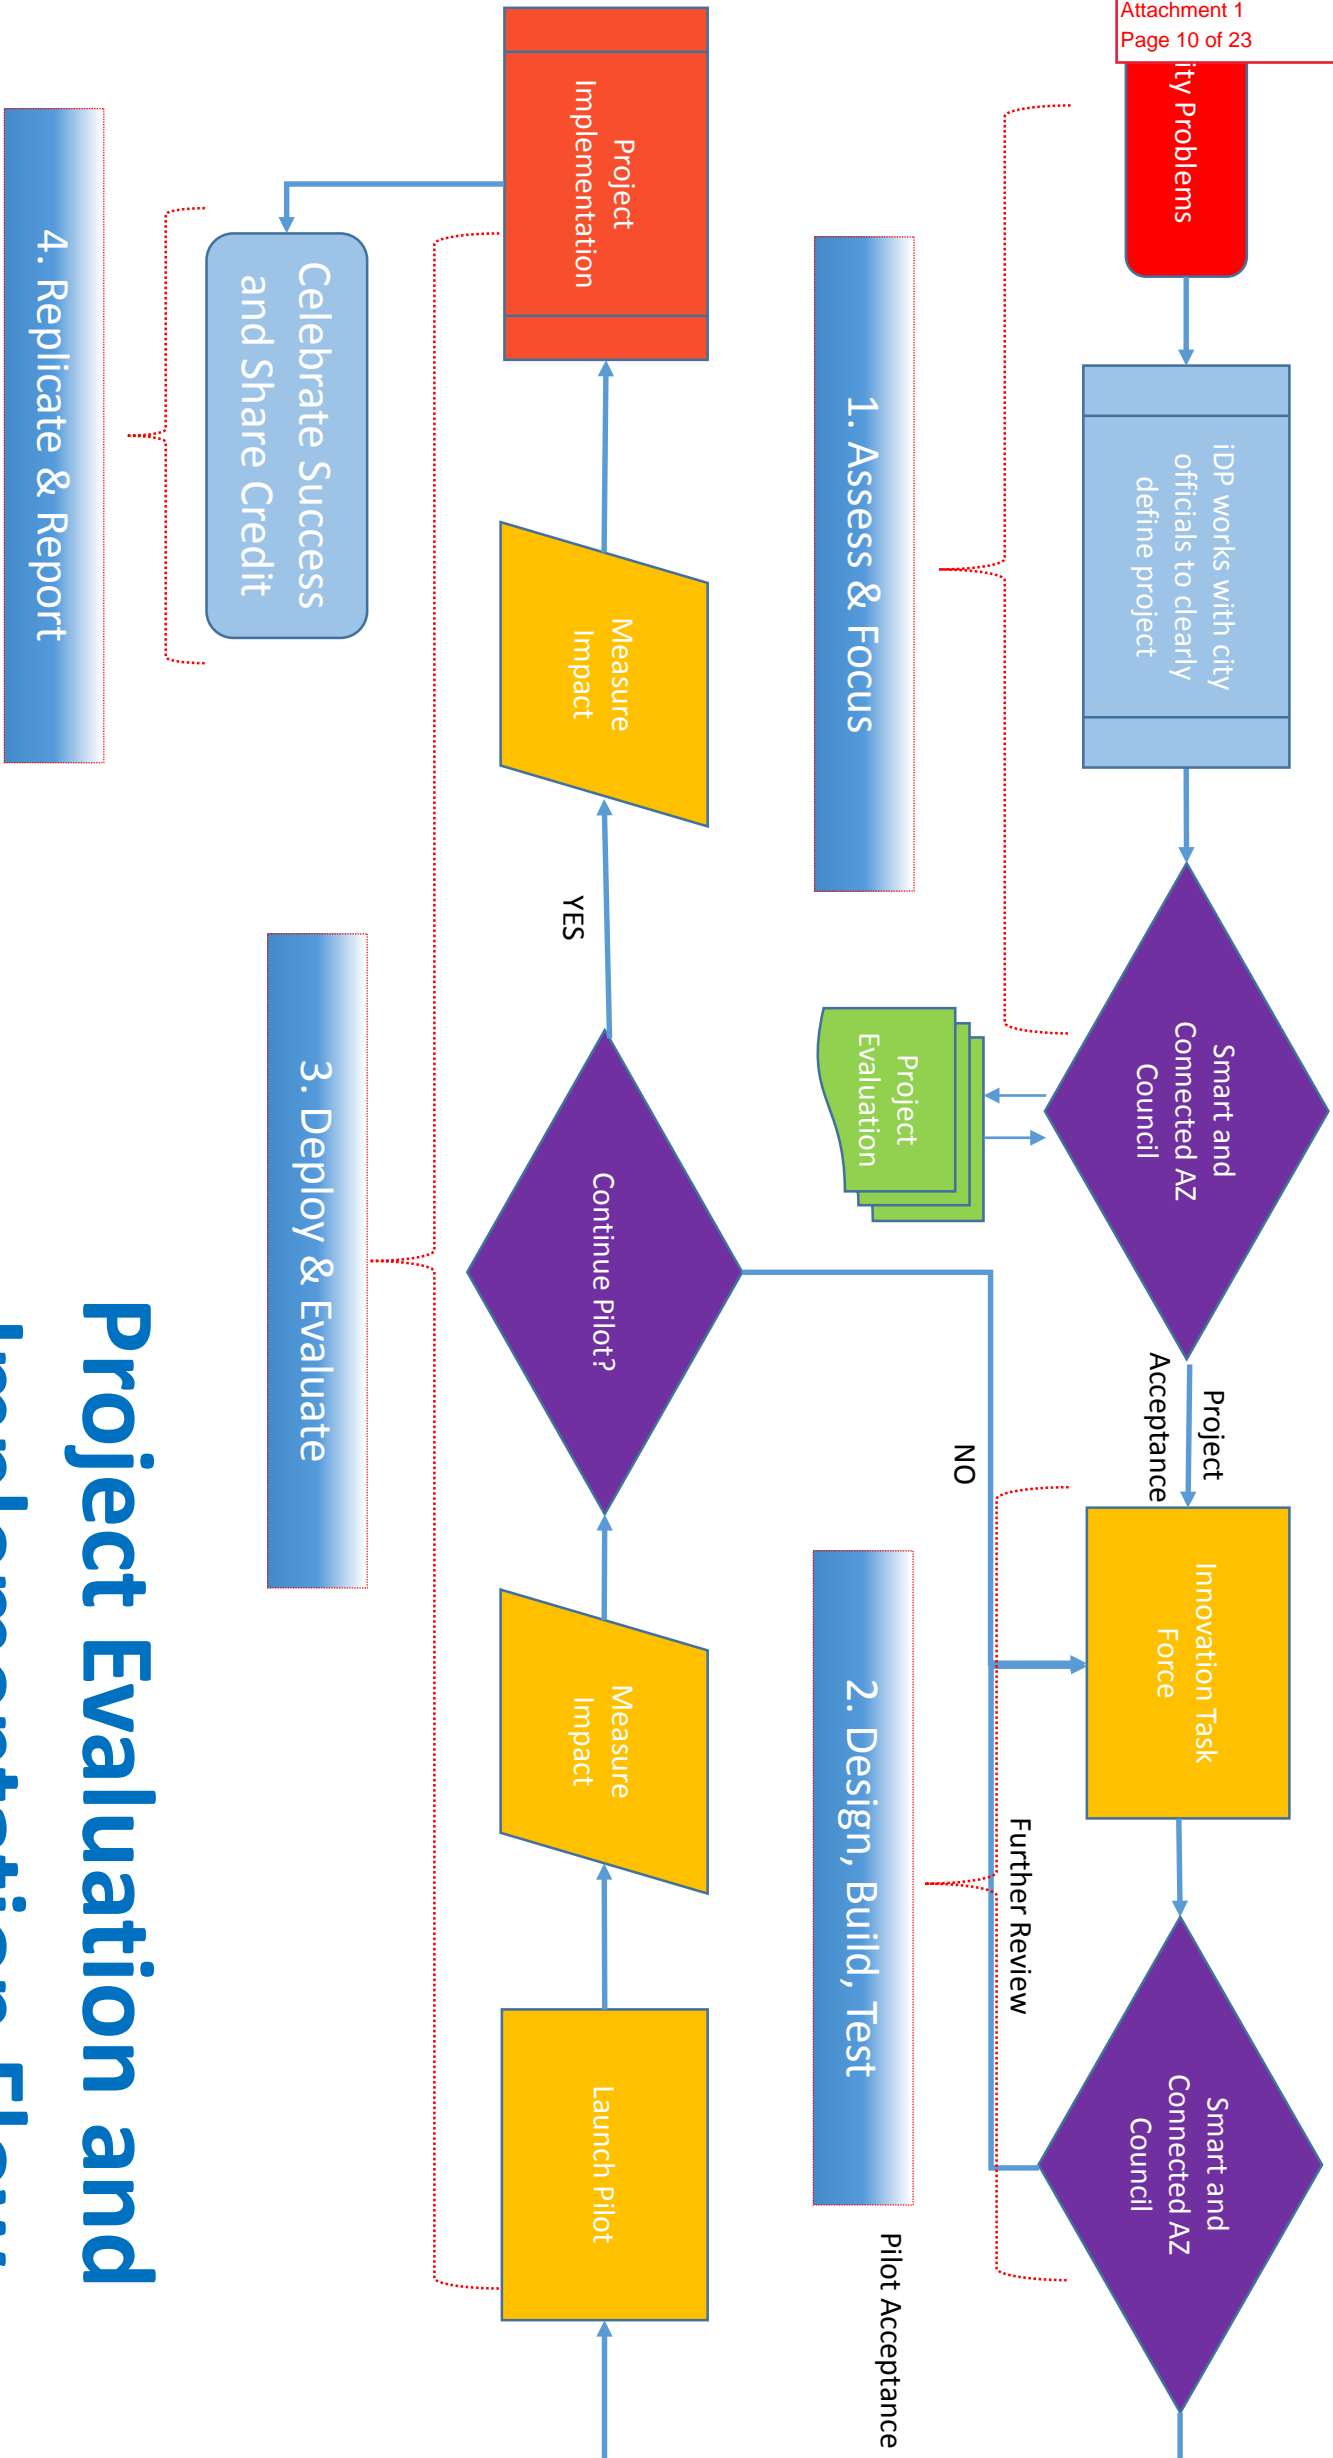 Attachment 1
Page 10 of 23
ity Problems
iDP works with city
officials to clearly
define project
Smart and
Connected AZ
Council
Project
Acceptance
Innovation Task
Force
Smart and
Connected AZ
Council
Project
Evaluation
1. Assess & Focus
NO
Further Review
2. Design, Build, Test
Pilot Acceptance
Project
Implementation
Measure
Impact
YES
Continue Pilot?
Measure
Impact
Launch Pilot
3. Deploy & Evaluate
Celebrate Success
and Share Credit
4. Replicate & Report
Project Evaluation and
Implementation Flow